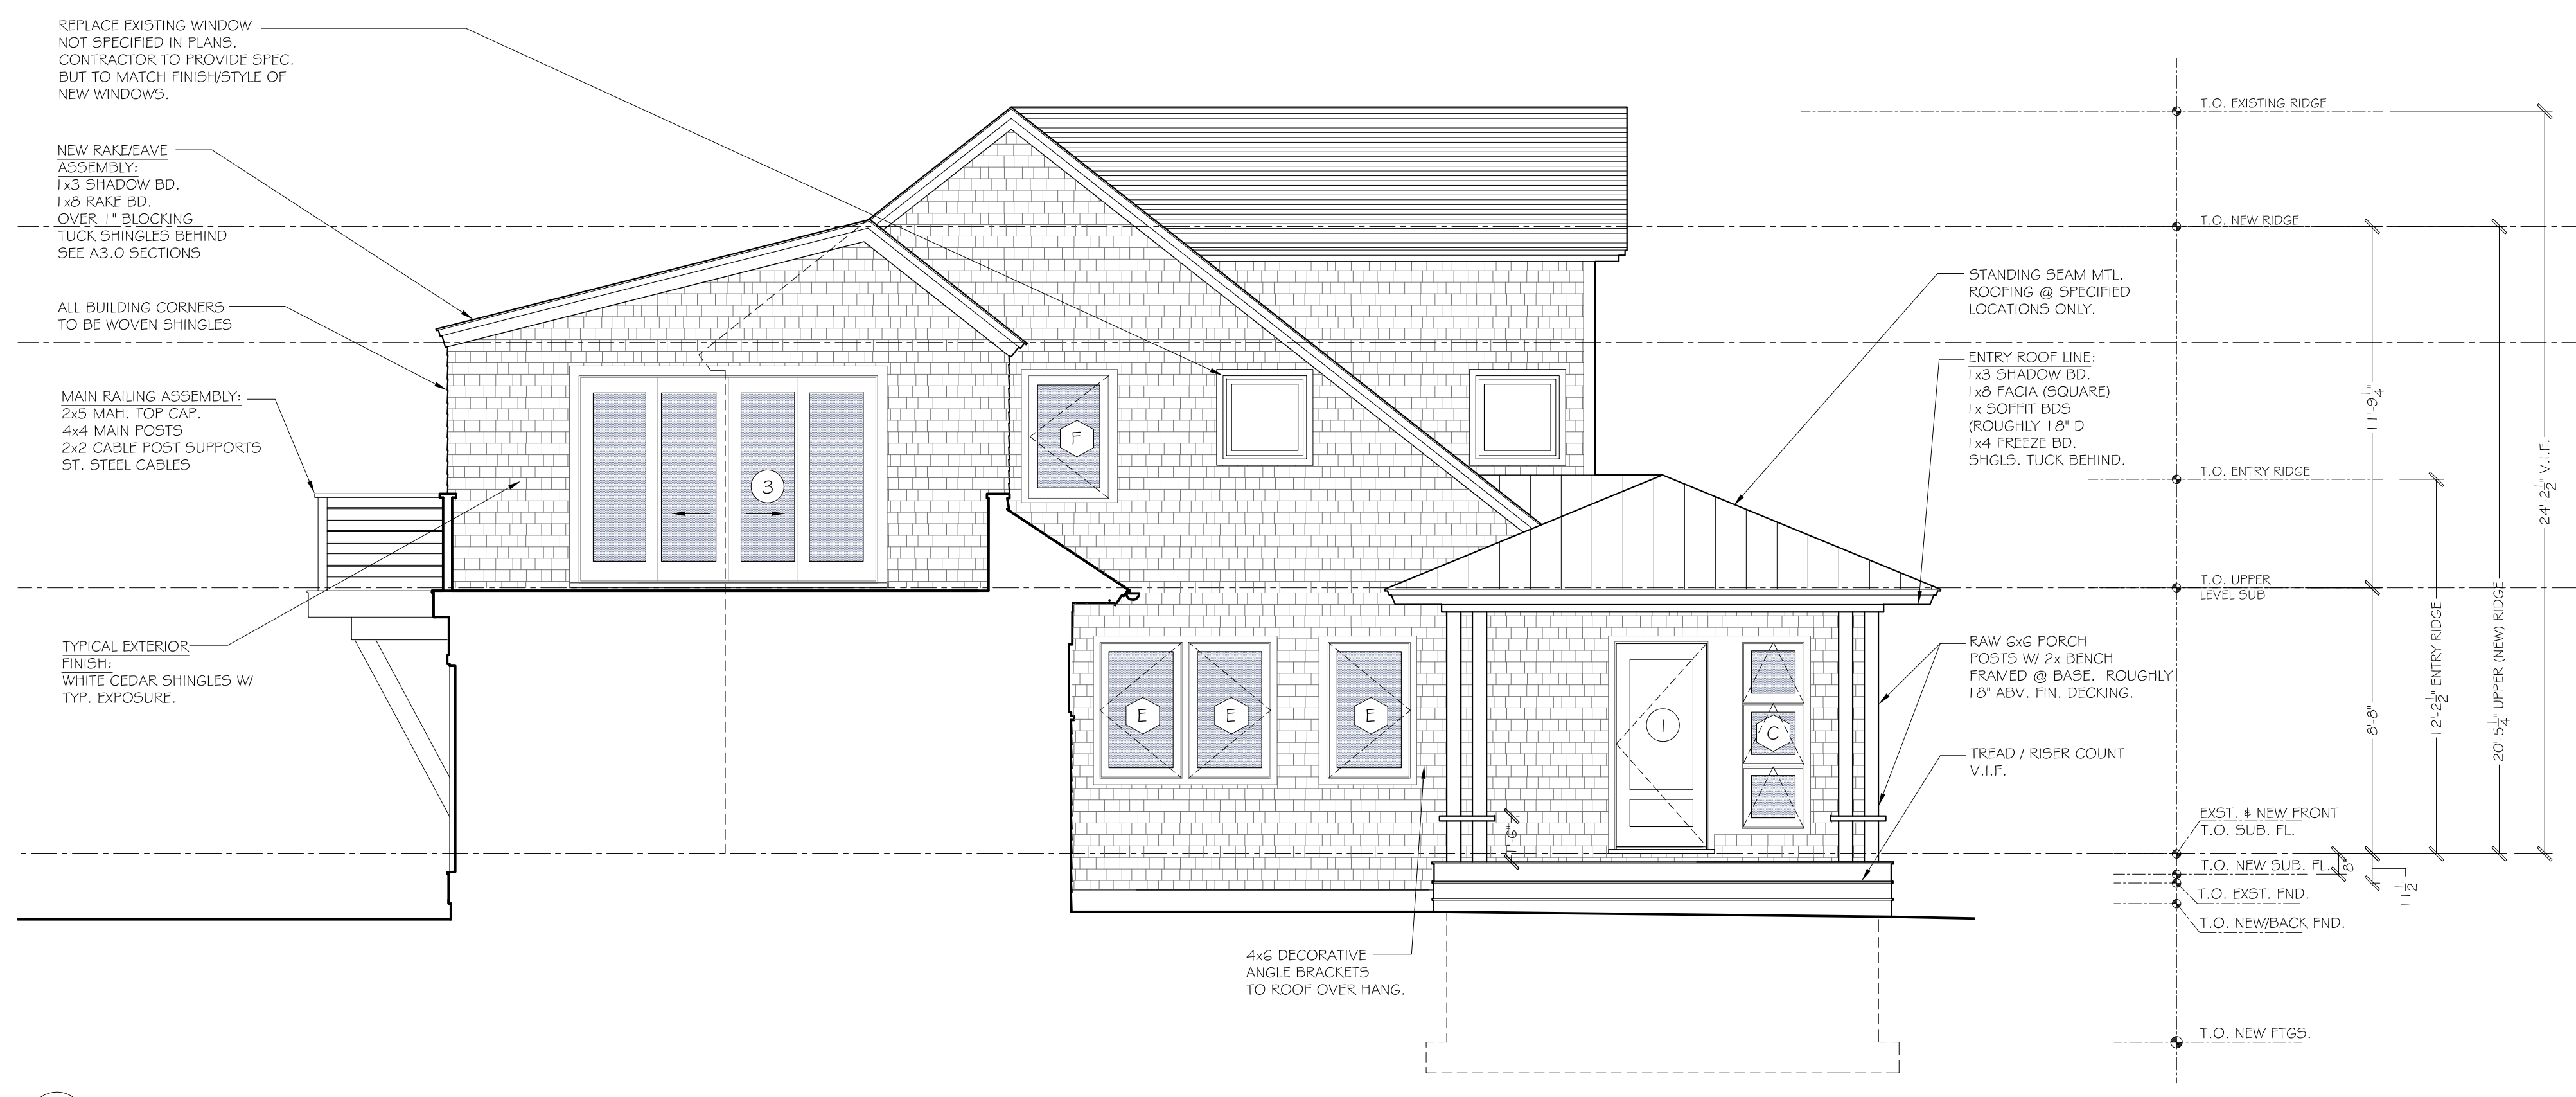 REPLACE EXISTING WINDOW
NOT SPECIFIED IN PLANS.
CONTRACTOR TO PROVIDE SPEC.
BUT TO MATCH FINISH/STYLE OF
NEW WINDOWS.
NEW RAKE/EAVE
ASSEMBLY:
1x3 SHADOW BD.
1x8 RAKE BD.
OVER 1" BLOCKING
TUCK SHINGLES BEHIND
SEE A3.0 SECTIONS
ALL BUILDING CORNERS
TO BE WOVEN SHINGLES
MAIN RAILING ASSEMBLY:
2x5 MAH. TOP CAP.
4x4 MAIN POSTS
2x2 CABLE POST SUPPORTS
ST. STEEL CABLES
TYPICAL EXTERIOR
FINISH:
WHITE CEDAR SHINGLES W/
TYP. EXPOSURE.
3
F
E
E
E
1
C
1'-6"
4x6 DECORATIVE
ANGLE BRACKETS
TO ROOF OVER HANG.
STANDING SEAM MTL.
ROOFING @ SPECIFIED
LOCATIONS ONLY.
ENTRY ROOF LINE:
1x3 SHADOW BD.
1x8 FACIA (SQUARE)
1x SOFFIT BDS
(ROUGHLY 18" D
1x4 FREEZE BD.
SHGLS. TUCK BEHIND.
RAW 6x6 PORCH
POSTS W/ 2x BENCH
FRAMED @ BASE. ROUGHLY
18" ABV. FIN. DECKING.
TREAD / RISER COUNT
V.I.F.
T.O. EXISTING RIDGE
T.O. NEW RIDGE
T.O. ENTRY RIDGE
T.O. UPPER
LEVEL SUB
EXST. & NEW FRONT
T.O. SUB. FL.
T.O. NEW SUB. FL.
T.O. EXST. FND.
T.O. NEW/BACK FND.
T.O. NEW FTGS.
11'-9 1/4"
8'-8"
8"
1 1/2"
12'-2 1/2" ENTRY RIDGE
20'-5 1/4" UPPER (NEW) RIDGE
24'-2 1/2" V.I.F.